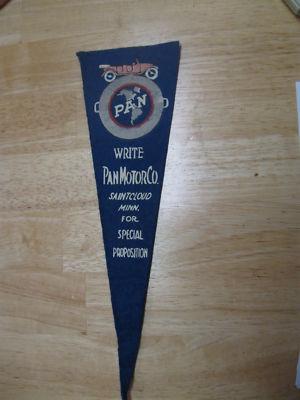 PAN
WRITE
PAN MOTOR CO.
SAINT CLOUD
MINN.
FOR
SPECIAL
PROPOSITION